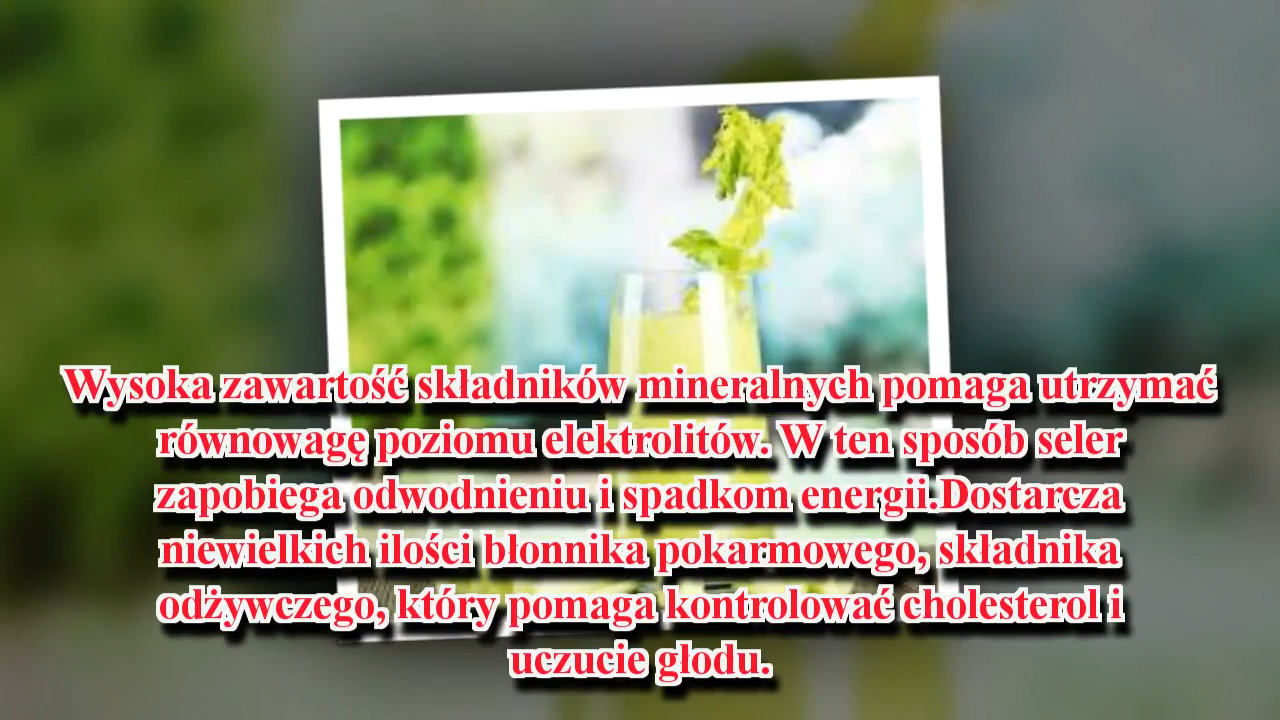 Wysoka zawartość składników mineralnych pomaga utrzymać
równowagę poziomu elektrolitów. W ten sposób seler
zapobiega odwodnieniu i spadkom energii.Dostarcza
niewielkich ilości błonnika pokarmowego, składnika
odżywczego, który pomaga kontrolować cholesterol i
uczucie głodu.